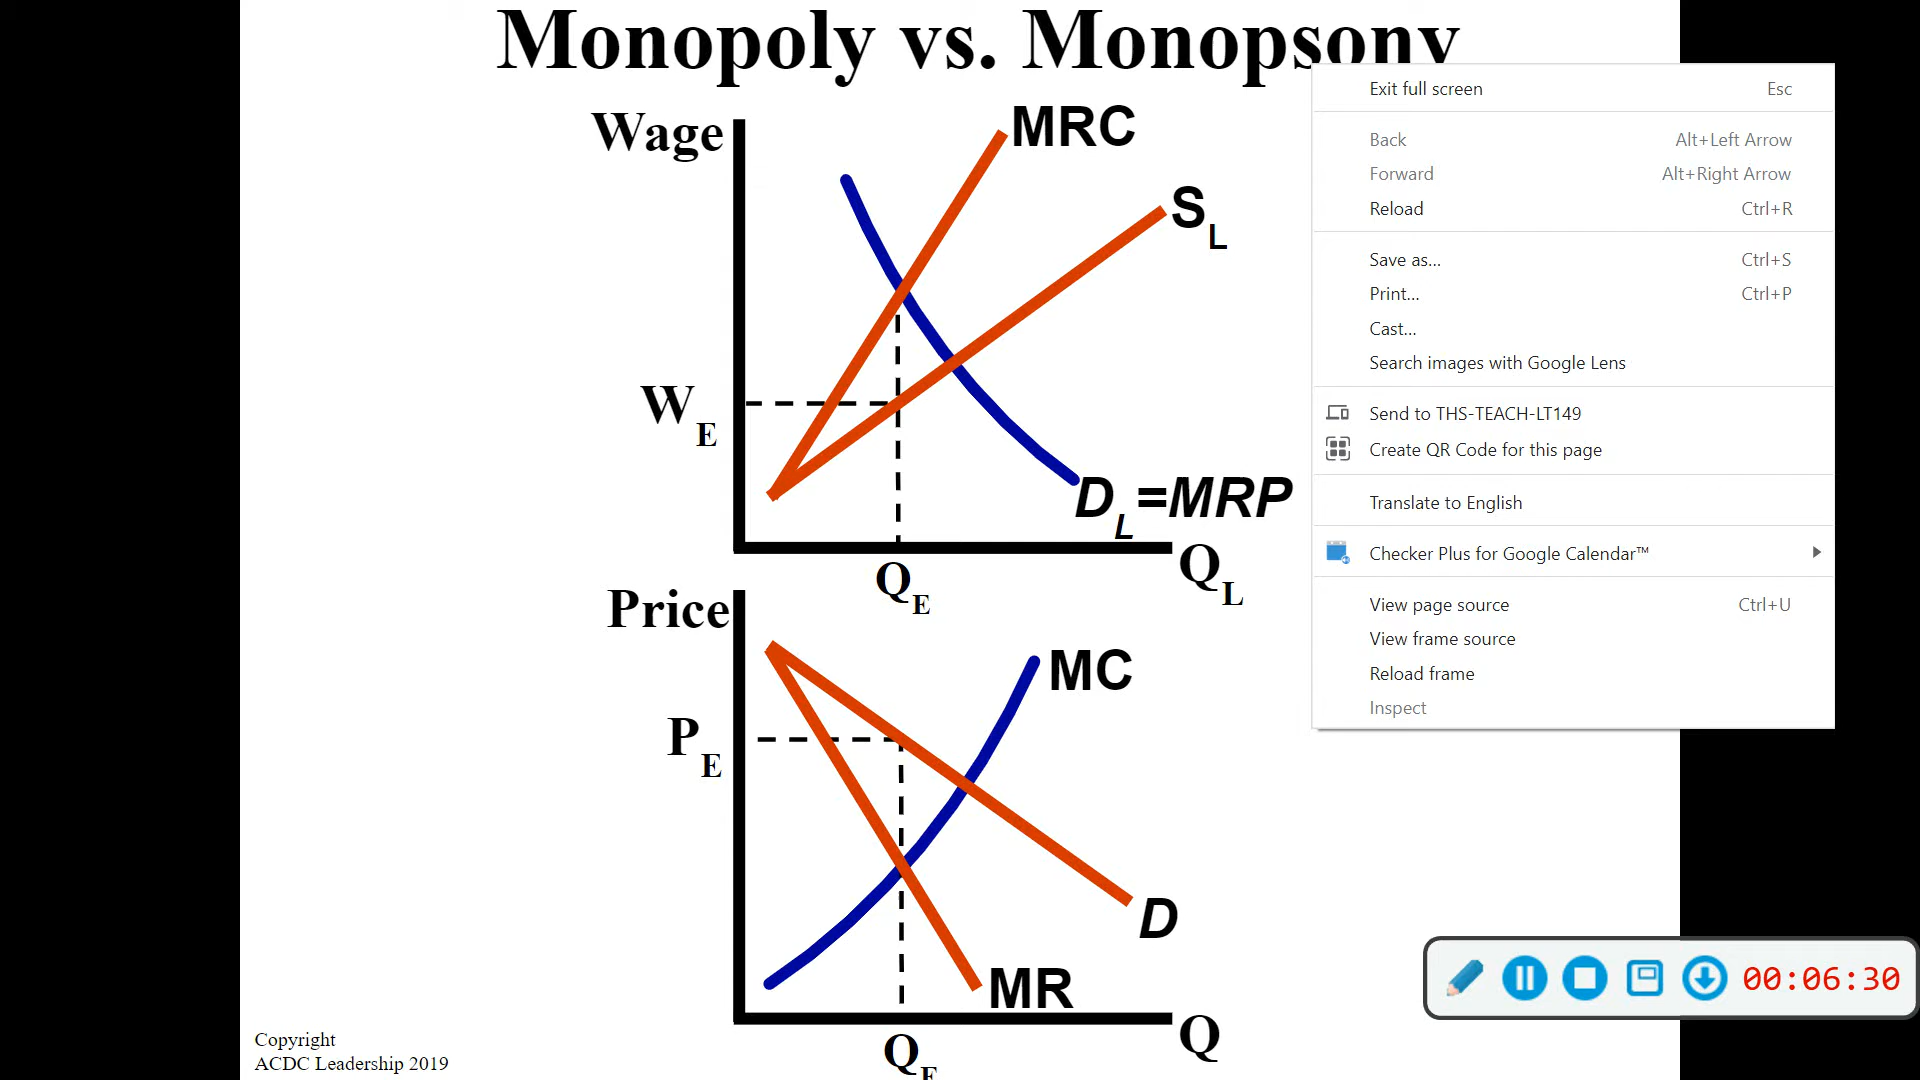 Monopoly vs. Monopsony
Wage
MRC
S L
W E
D L =MRP
Q E
Q L
Price
MC
P E
D
MR
Q E
Q
Copyright
ACDC Leadership 2019
Exit full screen Esc
Back Alt+Left Arrow
Forward Alt+Right Arrow
Reload Ctrl+R
Save as... Ctrl+S
Print... Ctrl+P
Cast...
Search images with Google Lens
Send to THS-TEACH-LT149
Create QR Code for this page
Translate to English
Checker Plus for Google Calendar™
View page source Ctrl+U
View frame source
Reload frame
Inspect
00:06:30